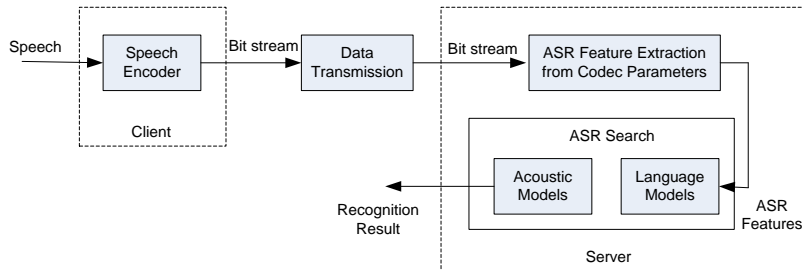 Speech
Speech
Encoder
Client
Bit stream
Data
Transmission
Bit stream
ASR Feature Extraction
from Codec Parameters
ASR Search
Acoustic
Models
Language
Models
Recognition
Result
ASR
Features
Server